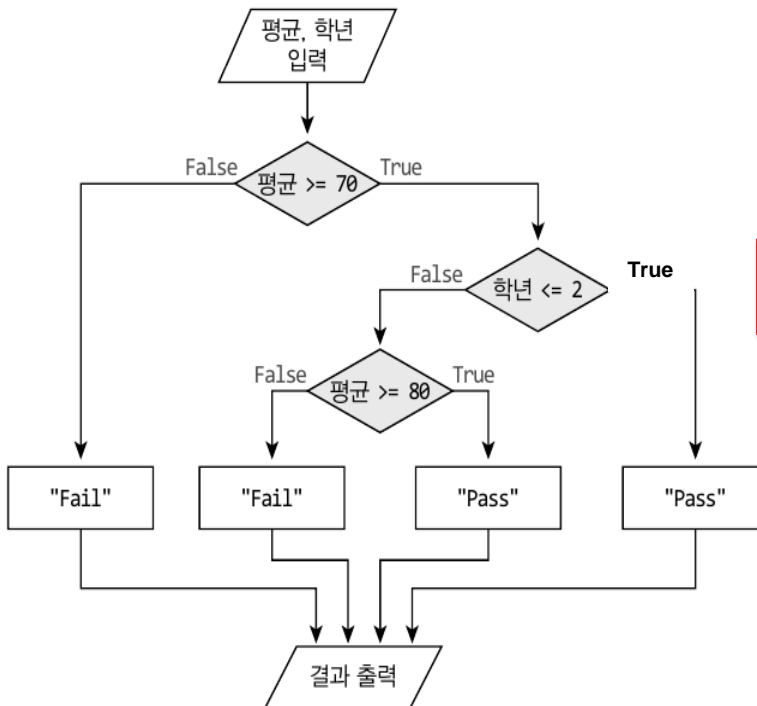 평균, 학년
입력
False
평균 >= 70
True
False
학년 <= 2
True
False
평균 >= 80
True
"Fail"
"Fail"
"Pass"
"Pass"
결과 출력